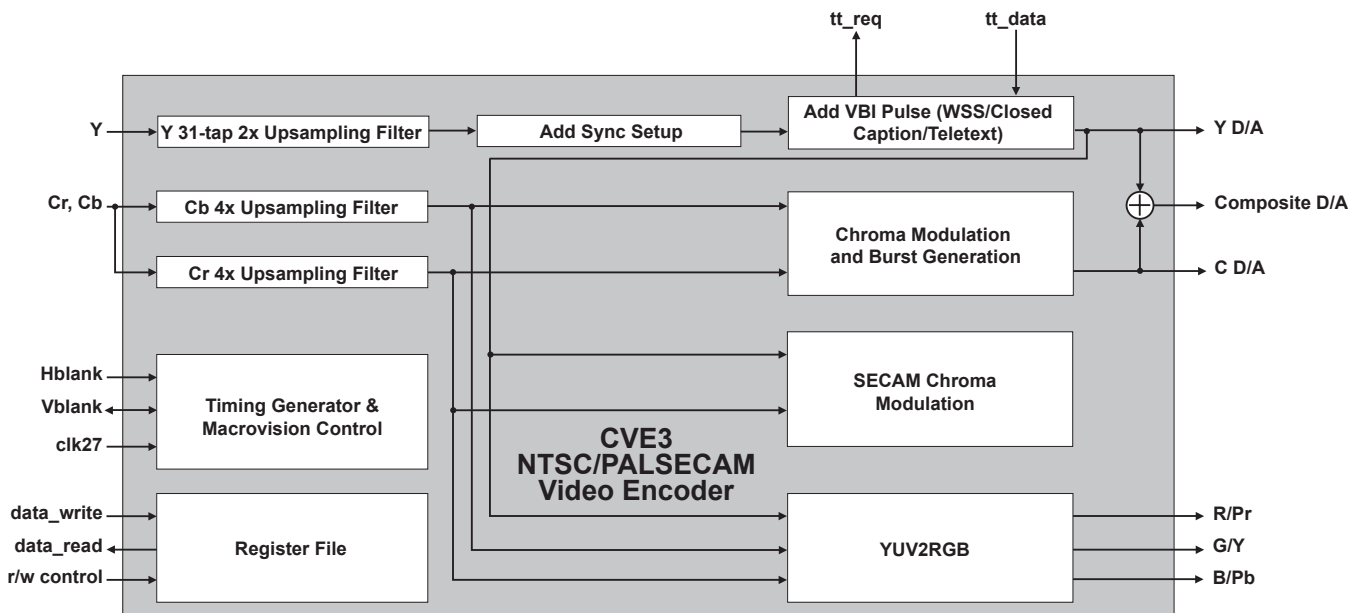 tt_req
tt_data
Y
Y 31-tap 2x Upsampling Filter
Add Sync Setup
Add VBI Pulse (WSS/Closed
Caption/Teletext)
Y D/A
Cr, Cb
Cb 4x Upsampling Filter
Cr 4x Upsampling Filter
Chroma Modulation
and Burst Generation
Composite D/A
C D/A
Hblank
Vblank
clk27
Timing Generator &
Macrovision Control
SECAM Chroma
Modulation
CVE3
NTSC/PALSECAM
Video Encoder
data_write
data_read
r/w control
Register File
YUV2RGB
R/Pr
G/Y
B/Pb